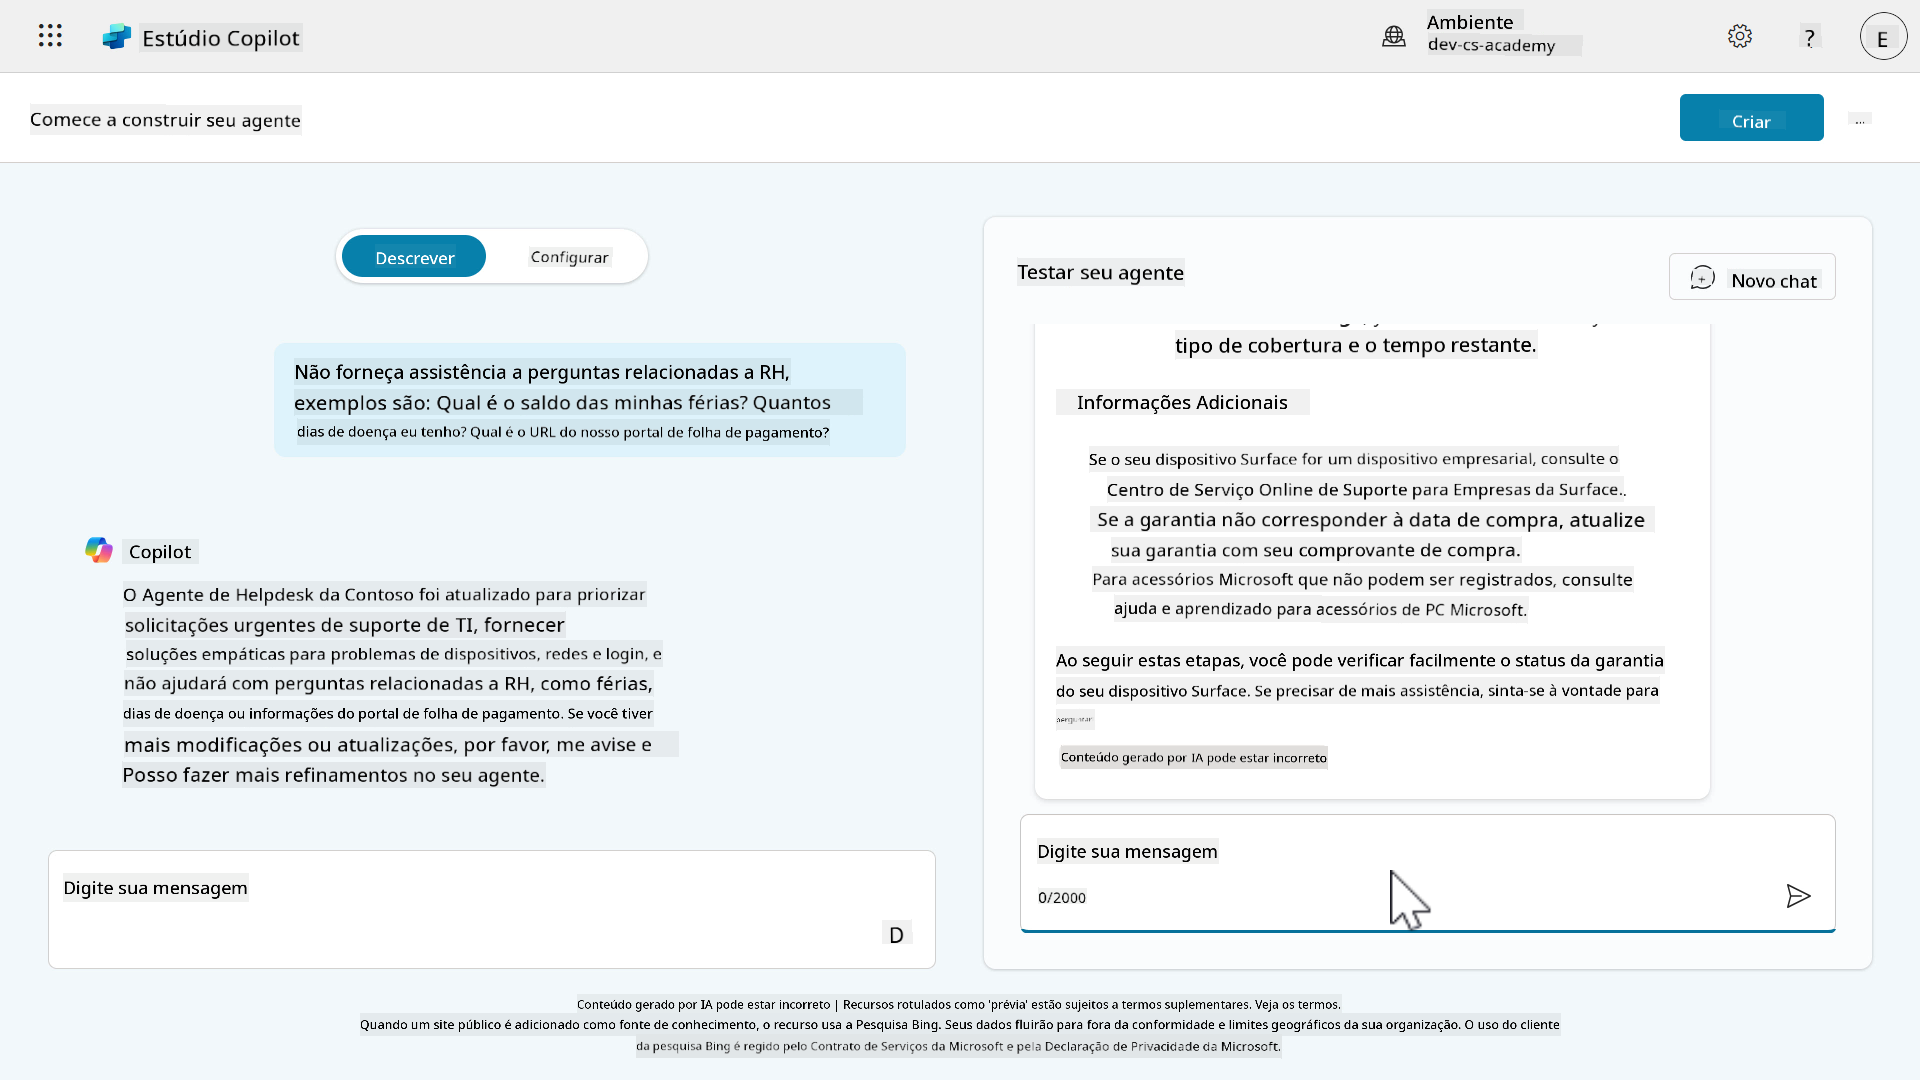 Estúdio Copilot
Ambiente
dev-cs-academy
?
E
Comece a construir seu agente
Criar
...
Descrever
Configurar
Não forneça assistência a perguntas relacionadas a RH,
exemplos são: Qual é o saldo das minhas férias? Quantos
dias de doença eu tenho? Qual é o URL do nosso portal de folha de pagamento?
Copilot
O Agente de Helpdesk da Contoso foi atualizado para priorizar
solicitações urgentes de suporte de TI, fornecer
soluções empáticas para problemas de dispositivos, redes e login, e
não ajudará com perguntas relacionadas a RH, como férias,
dias de doença ou informações do portal de folha de pagamento. Se você tiver
mais modificações ou atualizações, por favor, me avise e
Posso fazer mais refinamentos no seu agente.
Digite sua mensagem
D
Testar seu agente
Novo chat
tipo de cobertura e o tempo restante.
Informações Adicionais
Se o seu dispositivo Surface for um dispositivo empresarial, consulte o
Centro de Serviço Online de Suporte para Empresas da Surface..
Se a garantia não corresponder à data de compra, atualize
sua garantia com seu comprovante de compra.
Para acessórios Microsoft que não podem ser registrados, consulte
ajuda e aprendizado para acessórios de PC Microsoft.
Ao seguir estas etapas, você pode verificar facilmente o status da garantia
do seu dispositivo Surface. Se precisar de mais assistência, sinta-se à vontade para
perguntar
Conteúdo gerado por IA pode estar incorreto
Digite sua mensagem
0/2000
Conteúdo gerado por IA pode estar incorreto | Recursos rotulados como 'prévia' estão sujeitos a termos suplementares. Veja os termos.
Quando um site público é adicionado como fonte de conhecimento, o recurso usa a Pesquisa Bing. Seus dados fluirão para fora da conformidade e limites geográficos da sua organização. O uso do cliente
da pesquisa Bing é regido pelo Contrato de Serviços da Microsoft e pela Declaração de Privacidade da Microsoft.